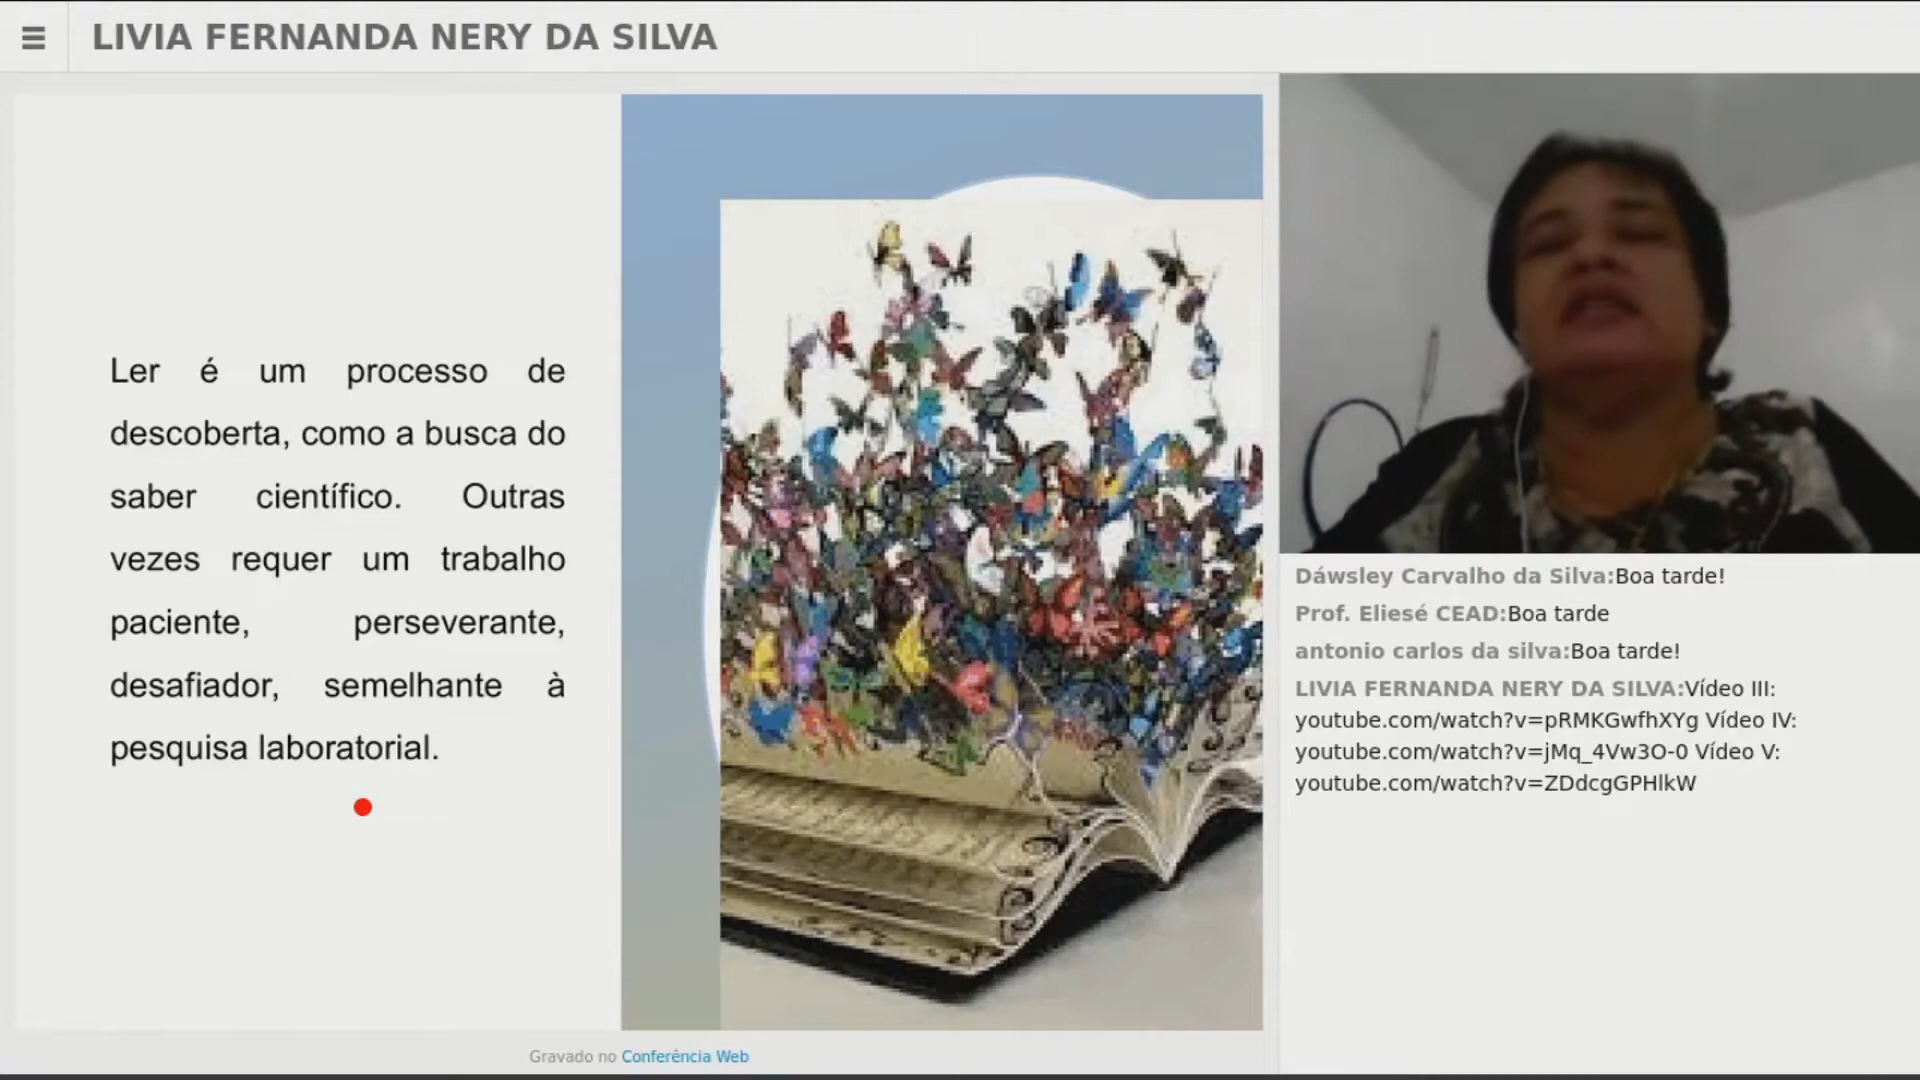 LIVIA FERNANDA NERY DA SILVA
Ler é um processo de
descoberta, como a busca do
saber científico. Outras
vezes requer um trabalho
paciente, perseverante,
desafiador, semelhante à
pesquisa laboratorial.
Dáwsley Carvalho da Silva:Boa tarde!
Prof. Eliesé CEAD:Boa tarde
antonio carlos da silva:Boa tarde!
LIVIA FERNANDA NERY DA SILVA:Vídeo III:
youtube.com/watch?v=pRMKGwfhXYg Vídeo IV:
youtube.com/watch?v=jMq_4Vw3O-0 Vídeo V:
youtube.com/watch?v=ZDdcgGPHlkW
Gravado no Conferência Web